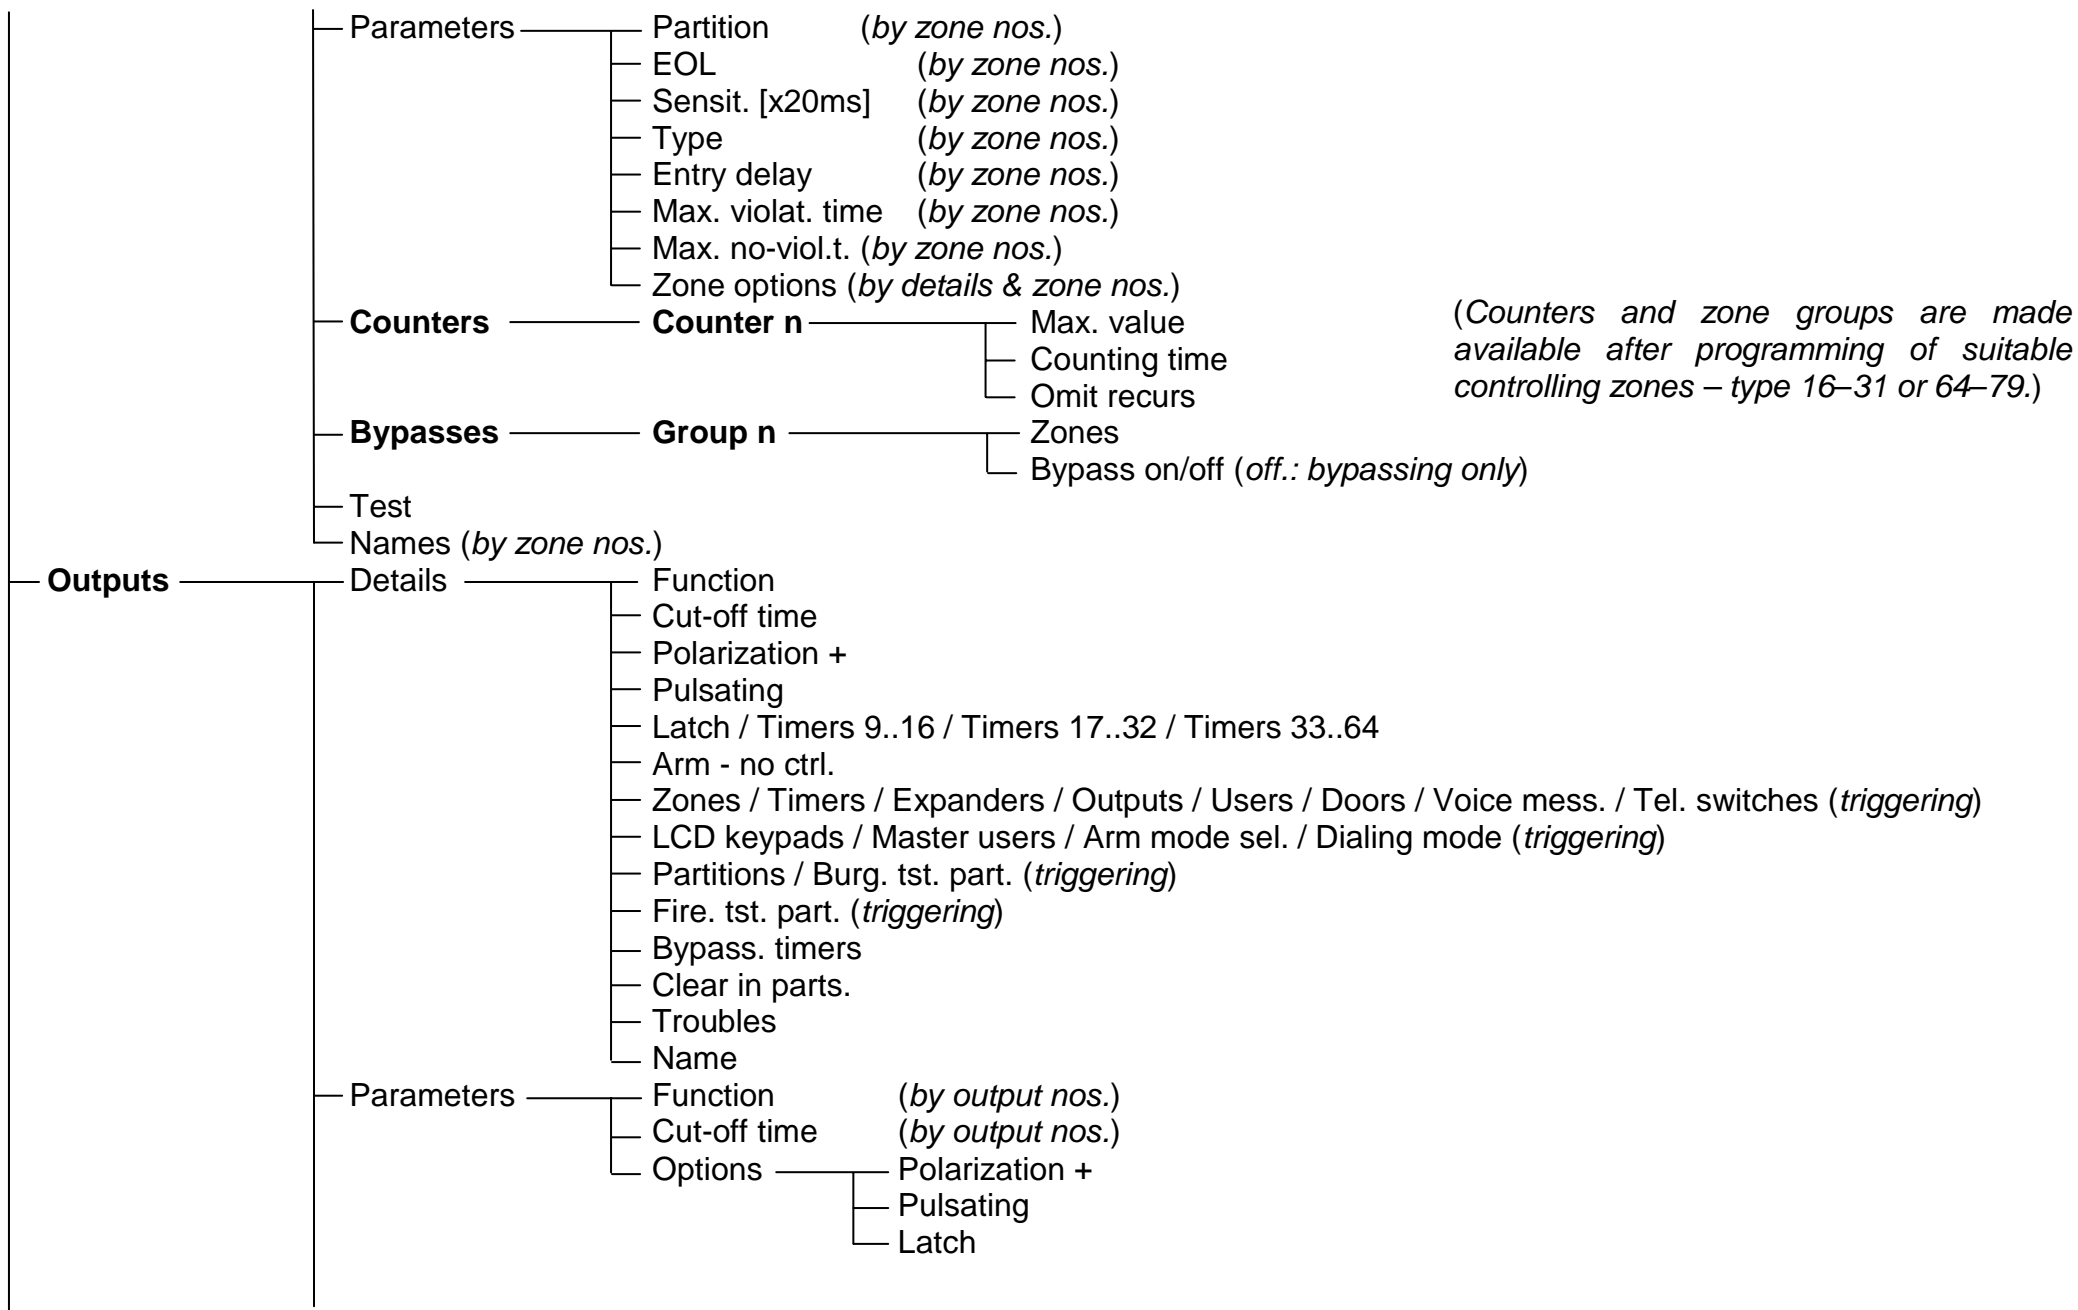 Parameters Partition (by zone nos.)
EOL (by zone nos.)
Sensit. [x20ms] (by zone nos.)
Type (by zone nos.)
Entry delay (by zone nos.)
Max. violat. time (by zone nos.)
Max. no-viol.t. (by zone nos.)
Zone options (by details & zone nos.)
Counters Counter n Max. value
Counting time
Omit recurs
(Counters and zone groups are made
available after programming of suitable
controlling zones – type 16–31 or 64–79.)
Bypasses Group n Zones
Bypass on/off (off.: bypassing only)
Test
Names (by zone nos.)
Outputs Details Function
Cut-off time
Polarization +
Pulsating
Latch / Timers 9..16 / Timers 17..32 / Timers 33..64
Arm - no ctrl.
Zones / Timers / Expanders / Outputs / Users / Doors / Voice mess. / Tel. switches (triggering)
LCD keypads / Master users / Arm mode sel. / Dialing mode (triggering)
Partitions / Burg. tst. part. (triggering)
Fire. tst. part. (triggering)
Bypass. timers
Clear in parts.
Troubles
Name
Parameters Function (by output nos.)
Cut-off time (by output nos.)
Options Polarization +
Pulsating
Latch